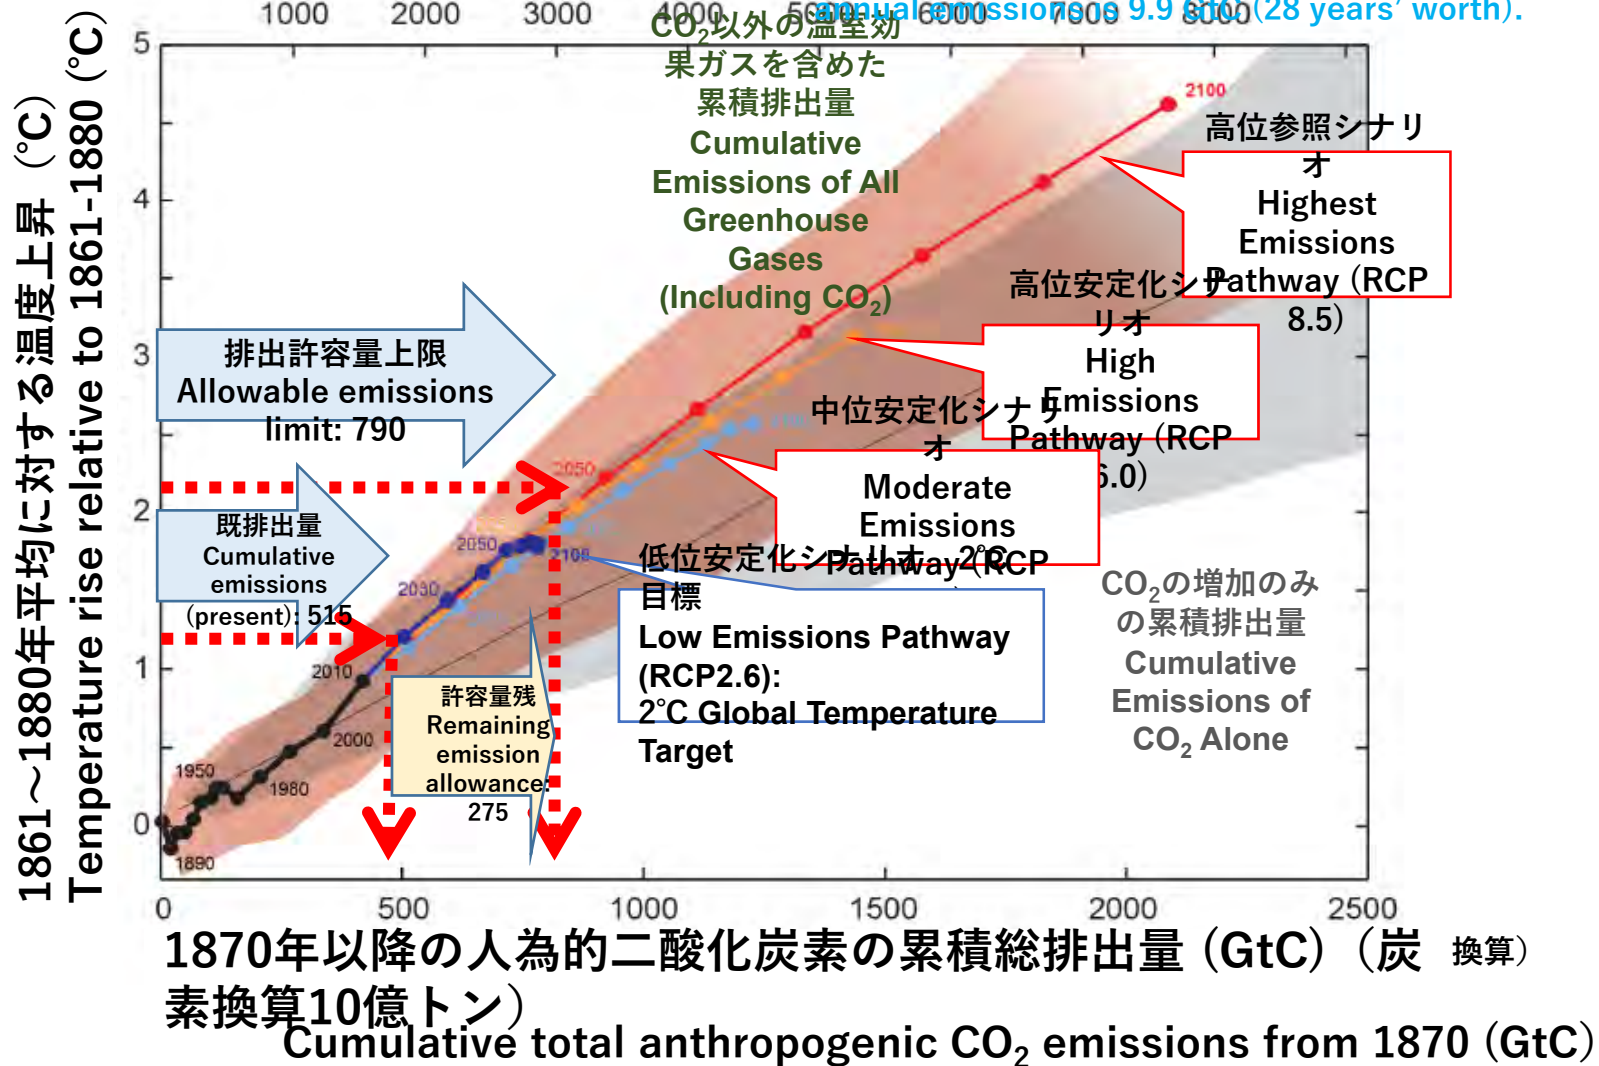 1000 2000 3000 4000 6000
annual emissions is 9.9 GtC (28 years’ worth).
CO2以外の温室効
果ガスを含めた
累積排出量
Cumulative
Emissions of All
Greenhouse
Gases
(Including CO2)
1861～1880年平均に対する温度上昇（℃）
Temperature rise relative to 1861-1880 (℃)
5
4
3
2
1
0
2100
高位参照シナリ
オ
Highest
Emissions
Pathway (RCP
8.5)
高位安定化シナ
リオ
High
Emissions
Pathway (RCP
6.0)
中位安定化シナリ
オ
Moderate
Emissions
Pathway (RCP
排出許容量上限
Allowable emissions
limit: 790
2050
既排出量
Cumulative
emissions
(present): 515
2050
2100
2030
2010
2000
1950
1980
1890
低位安定化シナリオ 2℃
目標
Low Emissions Pathway
(RCP2.6):
2℃ Global Temperature
Target
許容量残
Remaining
emission
allowance:
275
CO2の増加のみ
の累積排出量
Cumulative
Emissions of
CO2 Alone
0 500 1000 1500 2000 2500
1870年以降の人為的二酸化炭素の累積総排出量 (GtC)（炭
素換算10億トン）
換算）
Cumulative total anthropogenic CO2 emissions from 1870 (GtC)